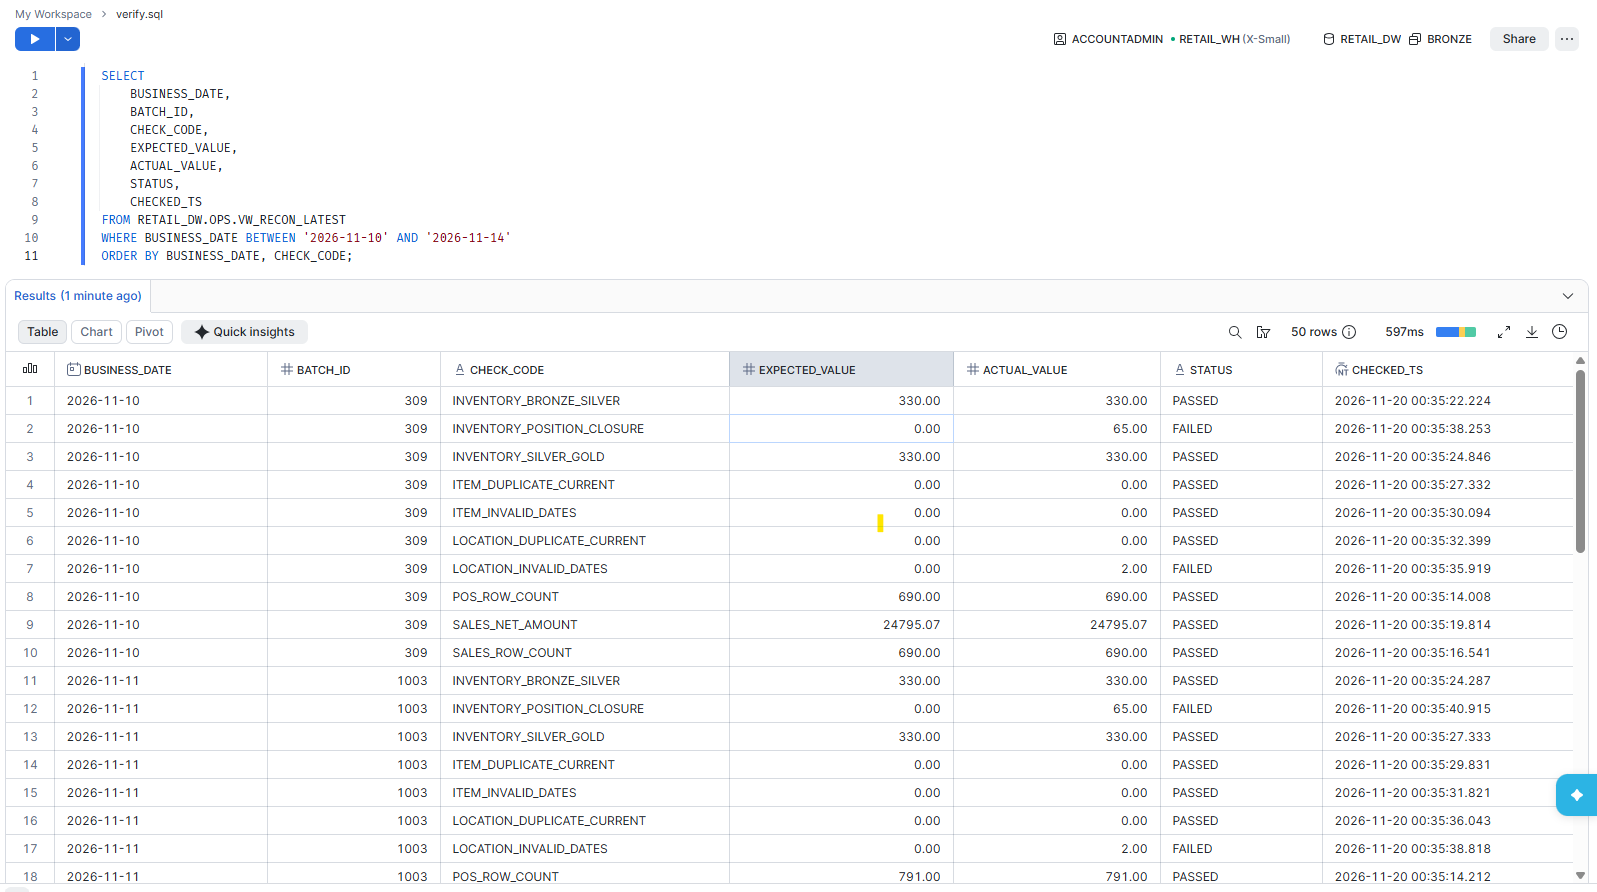 My Workspace > verify.sql
ACCOUNTADMIN • RETAIL_WH (X-Small) RETAIL_DW BRONZE Share ...
1 SELECT
2 BUSINESS_DATE,
3 BATCH_ID,
4 CHECK_CODE,
5 EXPECTED_VALUE,
6 ACTUAL_VALUE,
7 STATUS,
8 CHECKED_TS
9 FROM RETAIL_DW.OPS.VW_RECON_LATEST
10 WHERE BUSINESS_DATE BETWEEN '2026-11-10' AND '2026-11-14'
11 ORDER BY BUSINESS_DATE, CHECK_CODE;
Results (1 minute ago)
Table Chart Pivot Quick insights 50 rows 597ms
BUSINESS_DATE BATCH_ID CHECK_CODE EXPECTED_VALUE ACTUAL_VALUE STATUS CHECKED_TS
1 2026-11-10 309 INVENTORY_BRONZE_SILVER 330.00 330.00 PASSED 2026-11-20 00:35:22.224
2 2026-11-10 309 INVENTORY_POSITION_CLOSURE 0.00 65.00 FAILED 2026-11-20 00:35:38.253
3 2026-11-10 309 INVENTORY_SILVER_GOLD 330.00 330.00 PASSED 2026-11-20 00:35:24.846
4 2026-11-10 309 ITEM_DUPLICATE_CURRENT 0.00 0.00 PASSED 2026-11-20 00:35:27.332
5 2026-11-10 309 ITEM_INVALID_DATES 0.00 0.00 PASSED 2026-11-20 00:35:30.094
6 2026-11-10 309 LOCATION_DUPLICATE_CURRENT 0.00 0.00 PASSED 2026-11-20 00:35:32.399
7 2026-11-10 309 LOCATION_INVALID_DATES 0.00 2.00 FAILED 2026-11-20 00:35:35.919
8 2026-11-10 309 POS_ROW_COUNT 690.00 690.00 PASSED 2026-11-20 00:35:14.008
9 2026-11-10 309 SALES_NET_AMOUNT 24795.07 24795.07 PASSED 2026-11-20 00:35:19.814
10 2026-11-10 309 SALES_ROW_COUNT 690.00 690.00 PASSED 2026-11-20 00:35:16.541
11 2026-11-11 1003 INVENTORY_BRONZE_SILVER 330.00 330.00 PASSED 2026-11-20 00:35:24.287
12 2026-11-11 1003 INVENTORY_POSITION_CLOSURE 0.00 65.00 FAILED 2026-11-20 00:35:40.915
13 2026-11-11 1003 INVENTORY_SILVER_GOLD 330.00 330.00 PASSED 2026-11-20 00:35:27.333
14 2026-11-11 1003 ITEM_DUPLICATE_CURRENT 0.00 0.00 PASSED 2026-11-20 00:35:29.831
15 2026-11-11 1003 ITEM_INVALID_DATES 0.00 0.00 PASSED 2026-11-20 00:35:31.821
16 2026-11-11 1003 LOCATION_DUPLICATE_CURRENT 0.00 0.00 PASSED 2026-11-20 00:35:36.043
17 2026-11-11 1003 LOCATION_INVALID_DATES 0.00 2.00 FAILED 2026-11-20 00:35:38.818
18 2026-11-11 1003 POS_ROW_COUNT 791.00 791.00 PASSED 2026-11-20 00:35:14.212